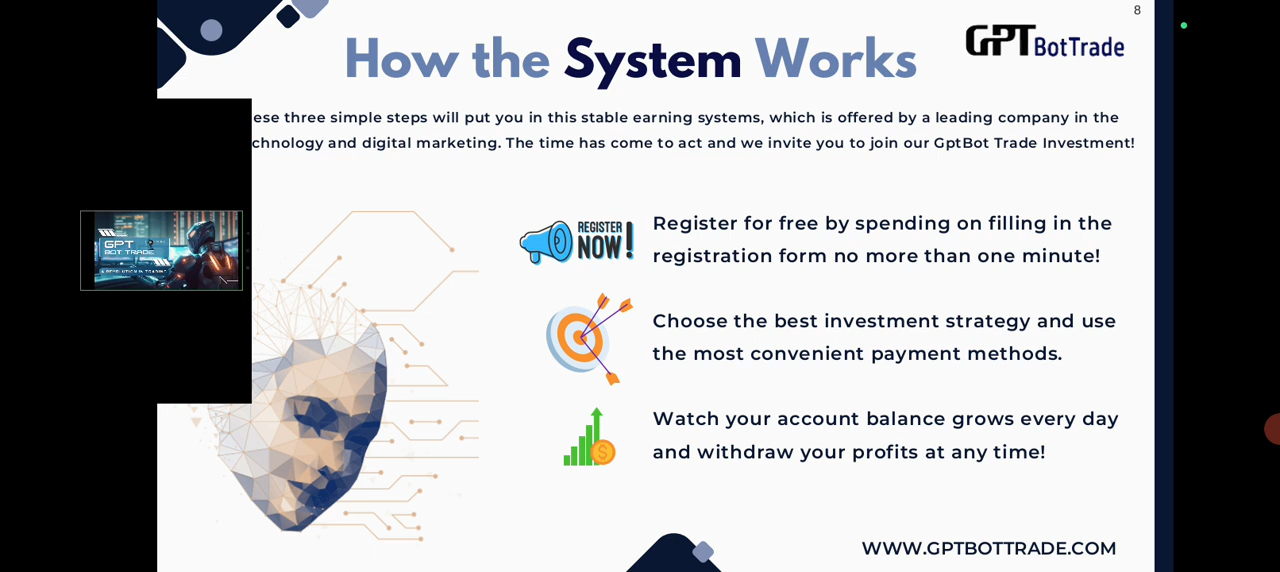 8
GPT BotTrade
How the System Works
three simple steps will put you in this stable earning systems, which is offered by a leading company in the
and digital marketing. The time has come to act and we invite you to join our GptBot Trade Investment!
REGISTER
NOW!
Register for free by spending on filling in the
registration form no more than one minute!
GPT
BOT TRADE
A REVOLUTION IN TRADING
Choose the best investment strategy and use
the most convenient payment methods.
Watch your account balance grows every day
and withdraw your profits at any time!
$
WWW.GPTBOTTRADE.COM